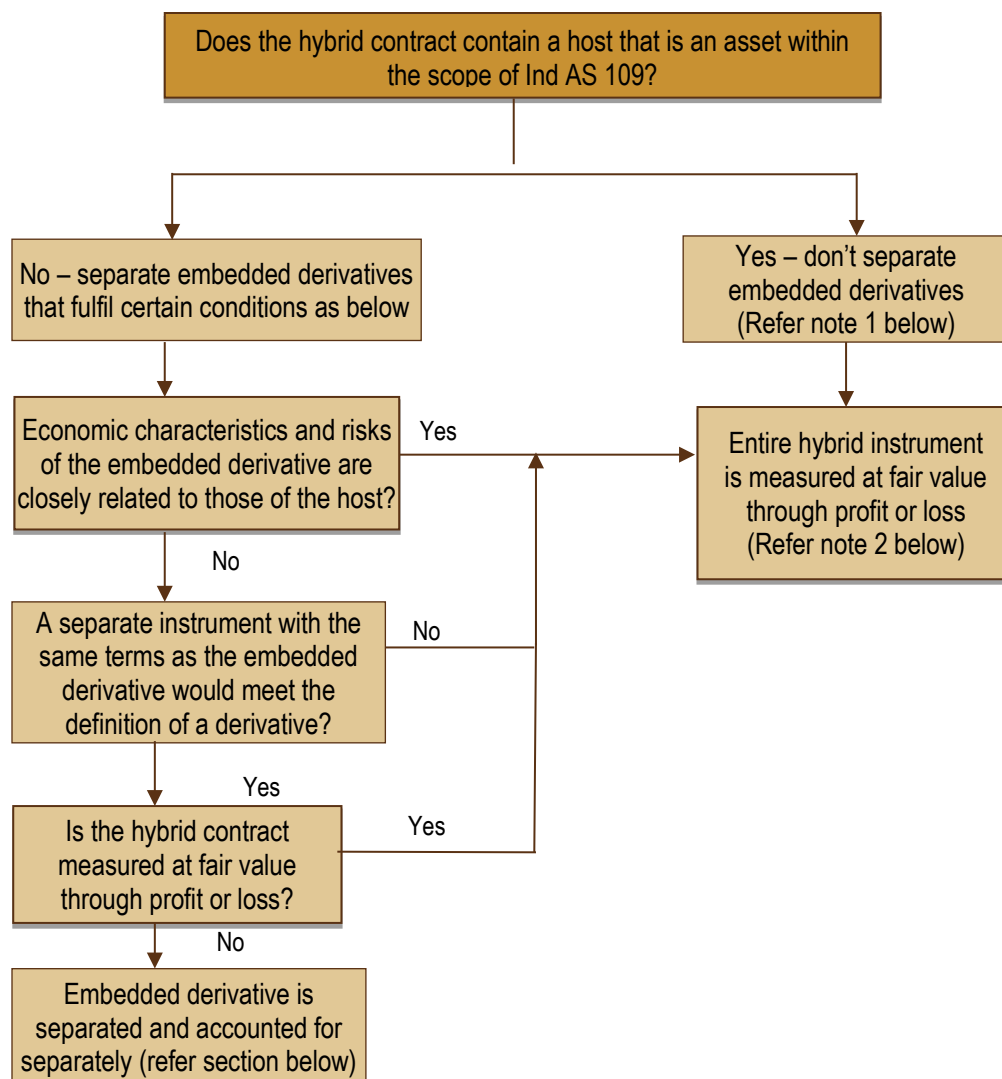 Does the hybrid contract contain a host that is an asset within
the scope of Ind AS 109?
No – separate embedded derivatives
that fulfil certain conditions as below
Yes – don’t separate
embedded derivatives
(Refer note 1 below)
Economic characteristics and risks
of the embedded derivative are
closely related to those of the host?
Yes
Entire hybrid instrument
is measured at fair value
through profit or loss
(Refer note 2 below)
No
A separate instrument with the
same terms as the embedded
derivative would meet the
definition of a derivative?
No
Yes
Is the hybrid contract
measured at fair value
through profit or loss?
Yes
No
Embedded derivative is
separated and accounted for
separately (refer section below)